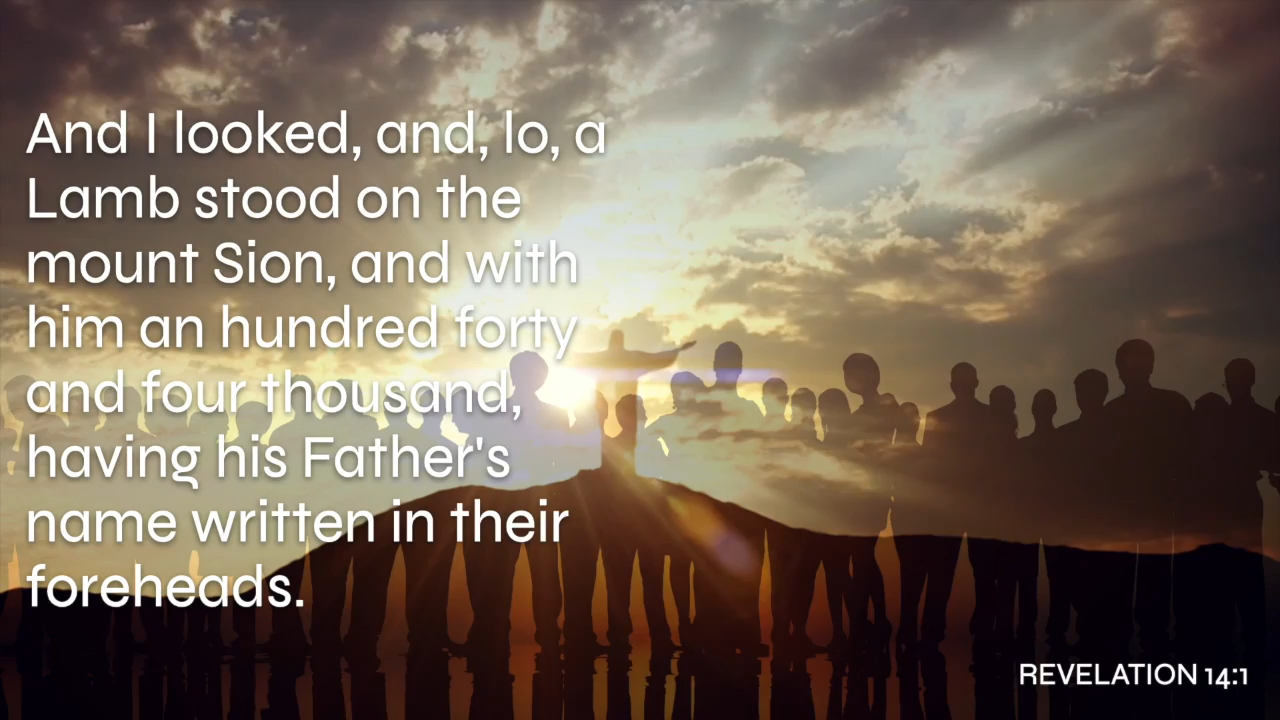 And I looked, and, lo, a
Lamb stood on the
mount Sion, and with
him an hundred forty
and four thousand,
having his Father's
name written in their
foreheads.
REVELATION 14:1